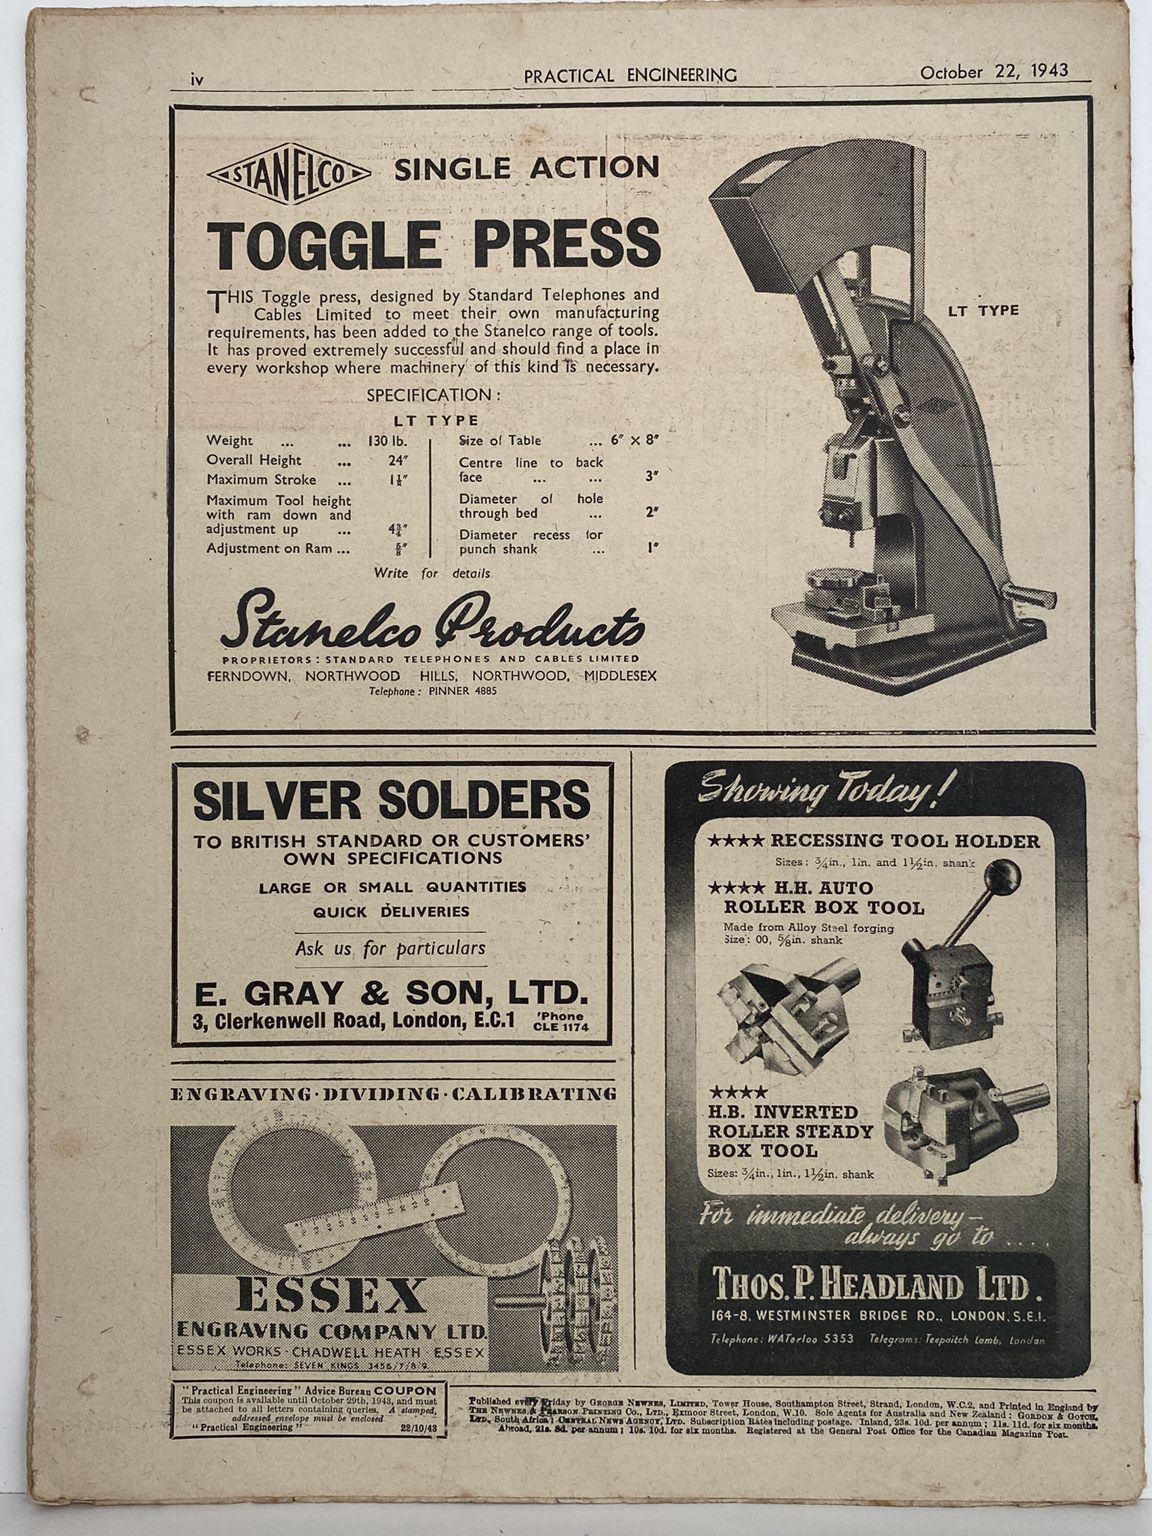 iv PRACTICAL ENGINEERING October 22, 1943
STANELCO SINGLE ACTION
TOGGLE PRESS
THIS Toggle press, designed by Standard Telephones and
Cables Limited to meet their own manufacturing
requirements, has been added to the Stanelco range of tools.
It has proved extremely successful and should find a place in
every workshop where machinery of this kind is necessary.
SPECIFICATION :
LT TYPE
Weight ... ... 130 lb.
Overall Height ... 24″
Maximum Stroke ...
Maximum Tool height
with ram down and
adjustment up ... 4¾″
Adjustment on Ram ... ⅝″
Size of Table ... 6″ × 8″
Centre line to back
face ... ... 3″
Diameter of hole
through bed ... 2″
Diameter recess for
punch shank ... 1″
Write for details
Stanelco Products
PROPRIETORS : STANDARD TELEPHONES AND CABLES LIMITED
FERNDOWN, NORTHWOOD HILLS, NORTHWOOD, MIDDLESEX
Telephone : PINNER 4885
LT TYPE
SILVER SOLDERS
TO BRITISH STANDARD OR CUSTOMERS'
OWN SPECIFICATIONS
LARGE OR SMALL QUANTITIES
QUICK DELIVERIES
Ask us for particulars
E. GRAY & SON, LTD.
3, Clerkenwell Road, London, E.C.1 'Phone
CLE 1174
ENGRAVING · DIVIDING · CALIBRATING
ESSEX
ENGRAVING COMPANY LTD.
ESSEX WORKS · CHADWELL HEATH · ESSEX
Telephone: SEVEN KINGS 3456/7/8/9
Showing Today!
★★★★ RECESSING TOOL HOLDER
Sizes: ¾in., 1in. and 1½in. shank
★★★★ H.H. AUTO
ROLLER BOX TOOL
Made from Alloy Steel forging
Size: 00, ⅝in. shank
★★★★
H.B. INVERTED
ROLLER STEADY
BOX TOOL
Sizes: ¾in., 1in., 1½in. shank
For immediate delivery—
always go to ....
THOS. P. HEADLAND LTD.
164-8, WESTMINSTER BRIDGE RD., LONDON, S.E.1.
Telephone: WATerloo 5353 Telegrams: Teepaitch Lamb, London
"Practical Engineering" Advice Bureau COUPON
This coupon is available until October 29th, 1943, and must
be attached to all letters containing queries. A stamped,
addressed envelope must be enclosed
"Practical Engineering" 22/10/43
Published every Friday by GEORGE NEWNES, LIMITED, Tower House, Southampton Street, Strand, London, W.C.2, and Printed in England by
THE NEWNES & PEARSON PRINTING CO., LTD., Exmoor Street, London, W.10. Sole Agents for Australia and New Zealand : GORDON & GOTCH,
LTD., South Africa : CENTRAL NEWS AGENCY, LTD. Subscription Rates including postage. Inland, 23s. 10d. per annum ; 11s. 11d. for six months.
Abroad, 21s. 8d. per annum ; 10s. 10d. for six months. Registered at the General Post Office for the Canadian Magazine Post.